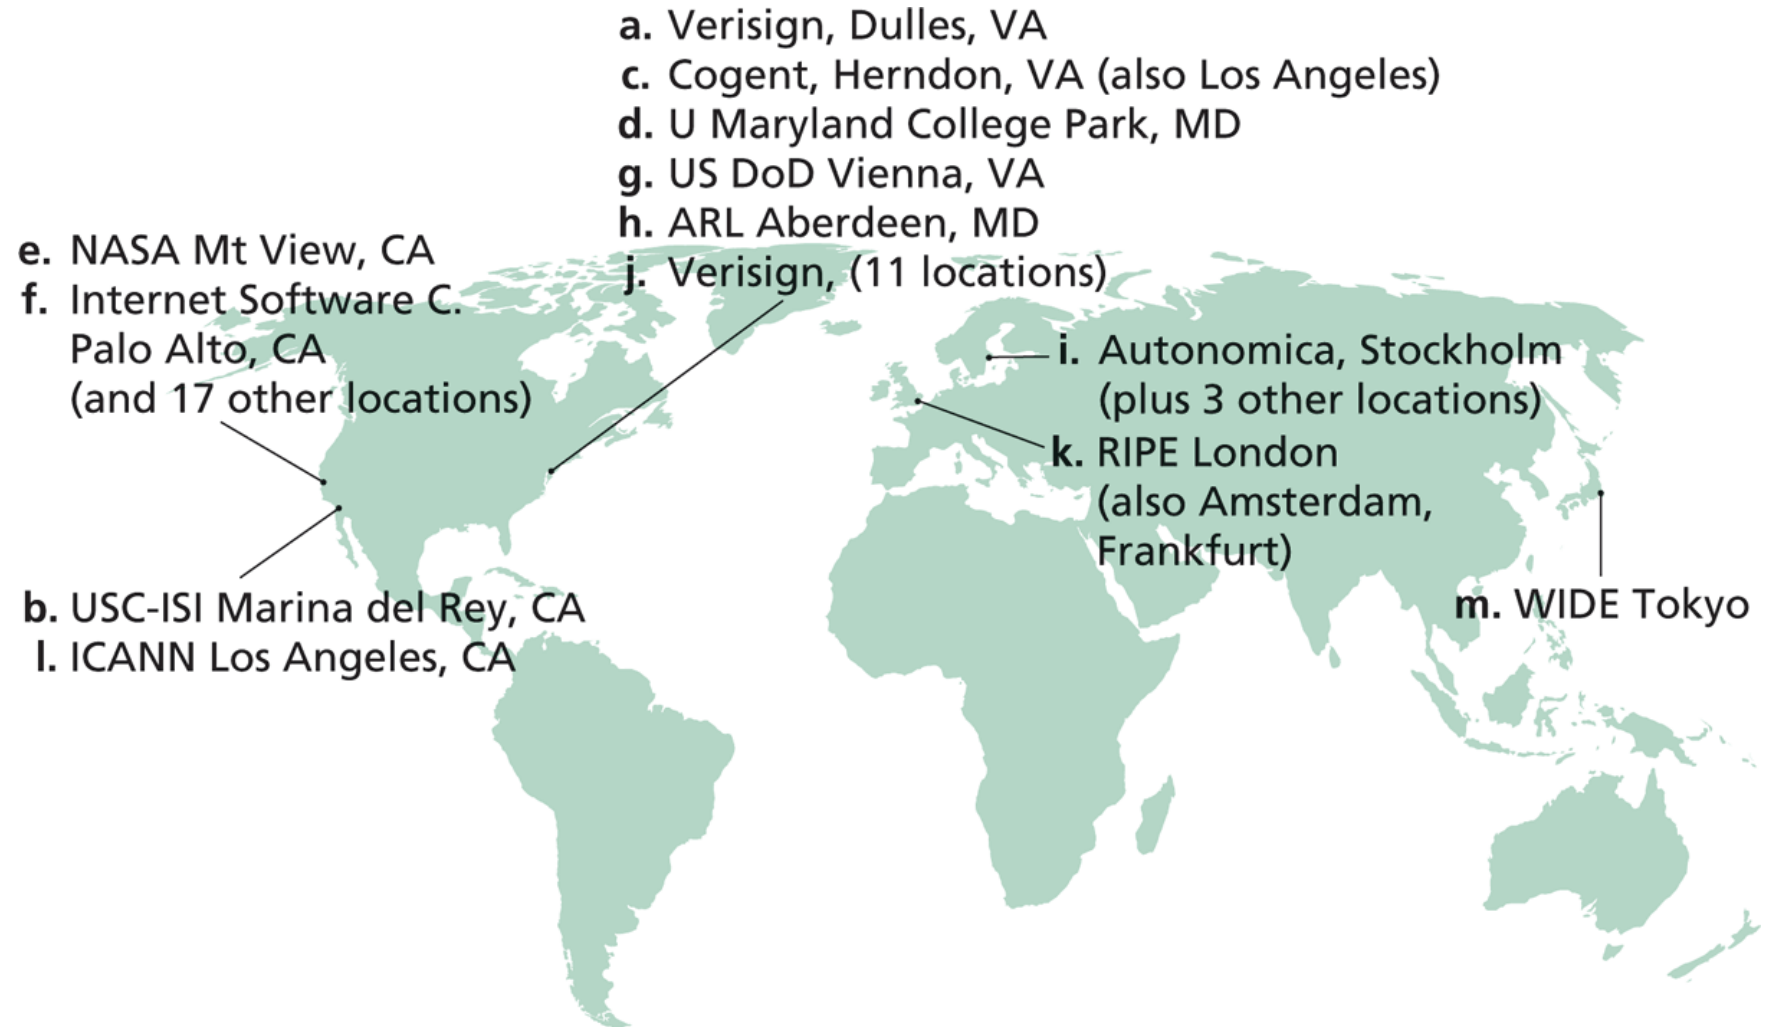 a. Verisign, Dulles, VA
c. Cogent, Herndon, VA (also Los Angeles)
d. U Maryland College Park, MD
g. US DoD Vienna, VA
h. ARL Aberdeen, MD
j. Verisign, (11 locations)
e. NASA Mt View, CA
f. Internet Software C.
Palo Alto, CA
(and 17 other locations)
i. Autonomica, Stockholm
(plus 3 other locations)
k. RIPE London
(also Amsterdam,
Frankfurt)
b. USC-ISI Marina del Rey, CA
l. ICANN Los Angeles, CA
m. WIDE Tokyo